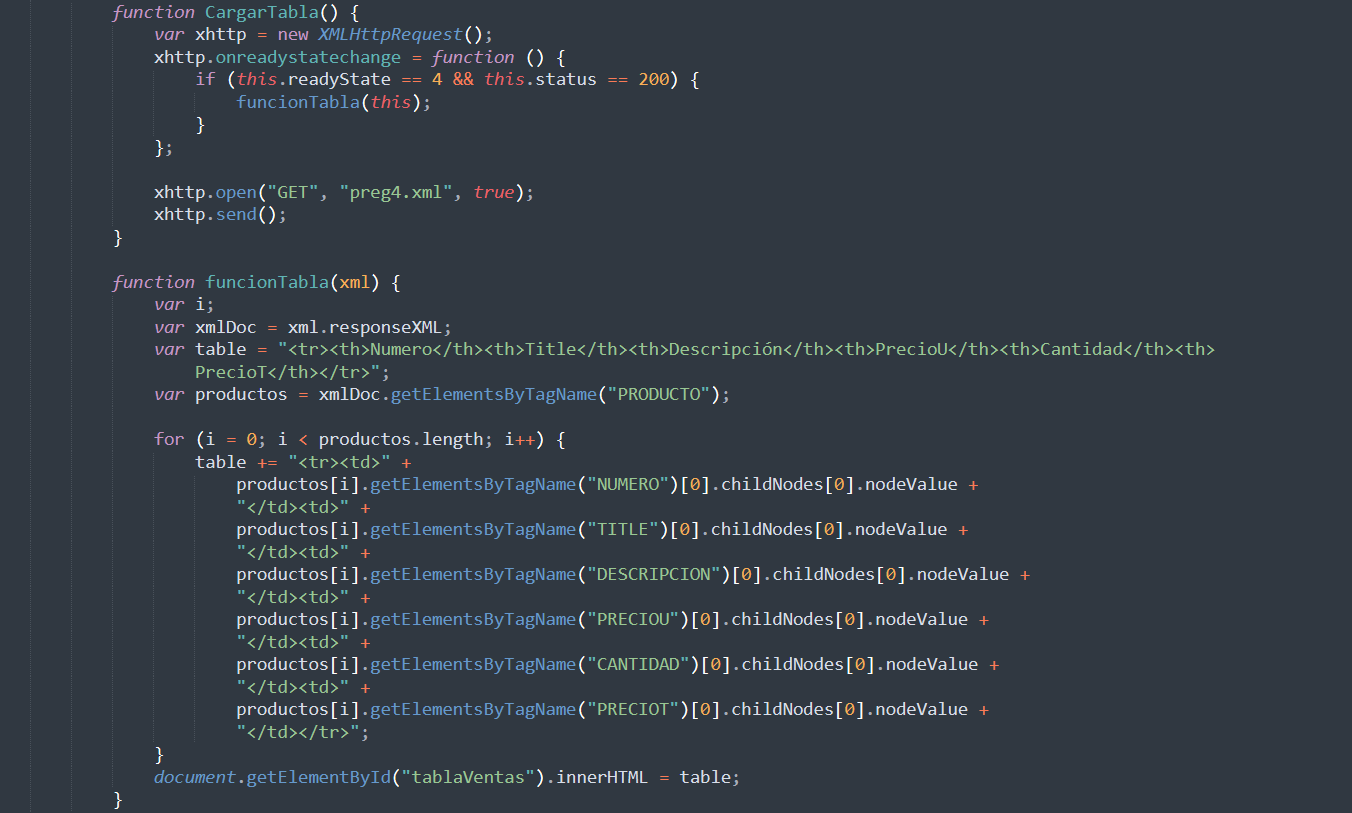 function CargarTabla() {
    var xhttp = new XMLHttpRequest();
    xhttp.onreadystatechange = function () {
        if (this.readyState == 4 && this.status == 200) {
            funcionTabla(this);
        }
    };

    xhttp.open("GET", "preg4.xml", true);
    xhttp.send();
}

function funcionTabla(xml) {
    var i;
    var xmlDoc = xml.responseXML;
    var table = "<tr><th>Numero</th><th>Title</th><th>Descripción</th><th>PrecioU</th><th>Cantidad</th><th>
        PrecioT</th></tr>";
    var productos = xmlDoc.getElementsByTagName("PRODUCTO");

    for (i = 0; i < productos.length; i++) {
        table += "<tr><td>" +
            productos[i].getElementsByTagName("NUMERO")[0].childNodes[0].nodeValue +
            "</td><td>" +
            productos[i].getElementsByTagName("TITLE")[0].childNodes[0].nodeValue +
            "</td><td>" +
            productos[i].getElementsByTagName("DESCRIPCION")[0].childNodes[0].nodeValue +
            "</td><td>" +
            productos[i].getElementsByTagName("PRECIOU")[0].childNodes[0].nodeValue +
            "</td><td>" +
            productos[i].getElementsByTagName("CANTIDAD")[0].childNodes[0].nodeValue +
            "</td><td>" +
            productos[i].getElementsByTagName("PRECIOT")[0].childNodes[0].nodeValue +
            "</td></tr>";
    }
    document.getElementById("tablaVentas").innerHTML = table;
}